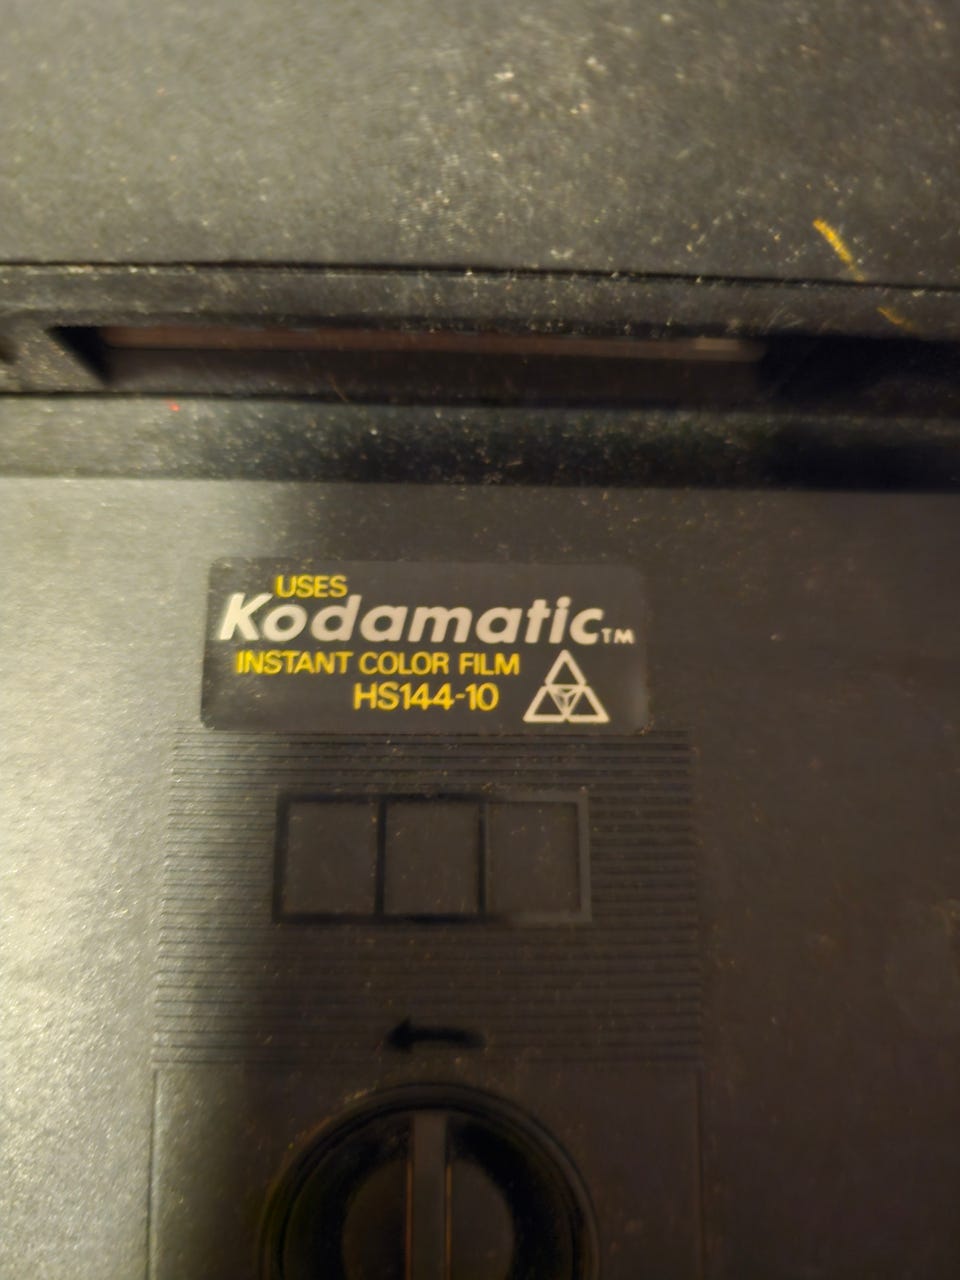 USES
Kodamatic™
INSTANT COLOR FILM
HS144-10